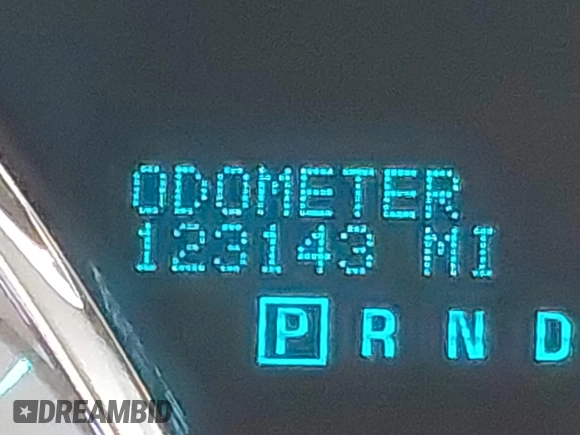 ODOMETER
123143 MI
P R N D
DREAMBID